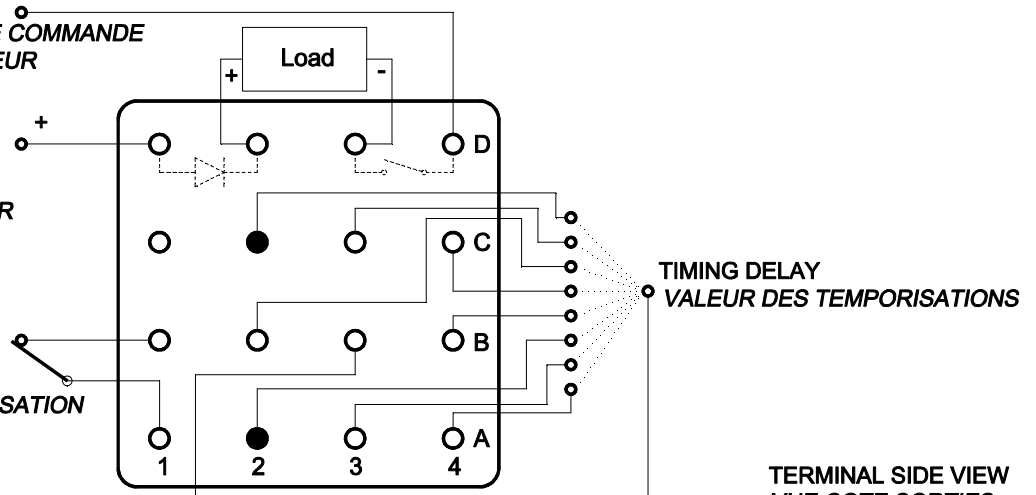 E COMMANDE
EUR
Load
+ -
+
D
R
C
TIMING DELAY
VALEUR DES TEMPORISATIONS
B
SATION
A
1 2 3 4
TERMINAL SIDE VIEW